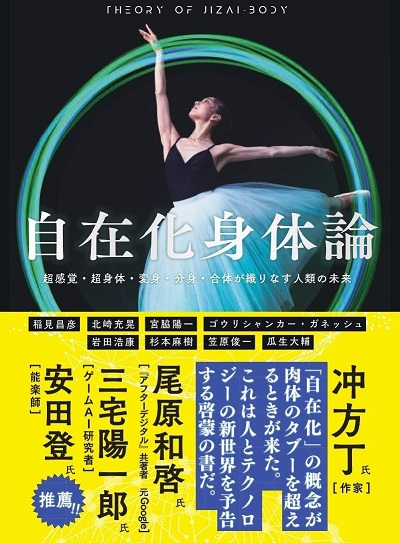 THEORY OF JIZAI-BODY
自在化身体論
超感覚・超身体・変身・分身・合体が織りなす人類の未来
稲見昌彦 北崎充晃 宮脇陽一 ゴウリシャンカー・ガネッシュ
岩田浩康 杉本麻樹 笠原俊一 瓜生大輔
冲方丁氏
［作家］
「自在化」の概念が
肉体のタブーを超え
るときが来た。
これは人とテクノロ
ジーの新世界を予告
する啓蒙の書だ。
尾原和啓氏
［『アフターデジタル』共著者 元Google］
三宅陽一郎氏
［ゲームAI研究者］
安田登氏
［能楽師］
推薦!!